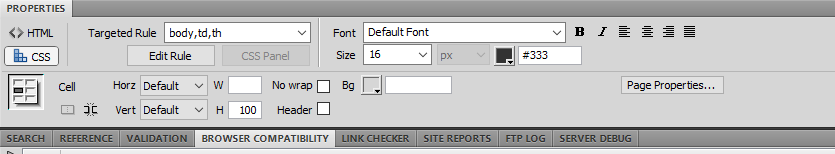 PROPERTIES
<> HTML Targeted Rule body,td,th Font Default Font B I
CSS Edit Rule CSS Panel Size 16 px #333
Cell Horz Default W No wrap Bg Page Properties...
Vert Default H 100 Header
SEARCH REFERENCE VALIDATION BROWSER COMPATIBILITY LINK CHECKER SITE REPORTS FTP LOG SERVER DEBUG